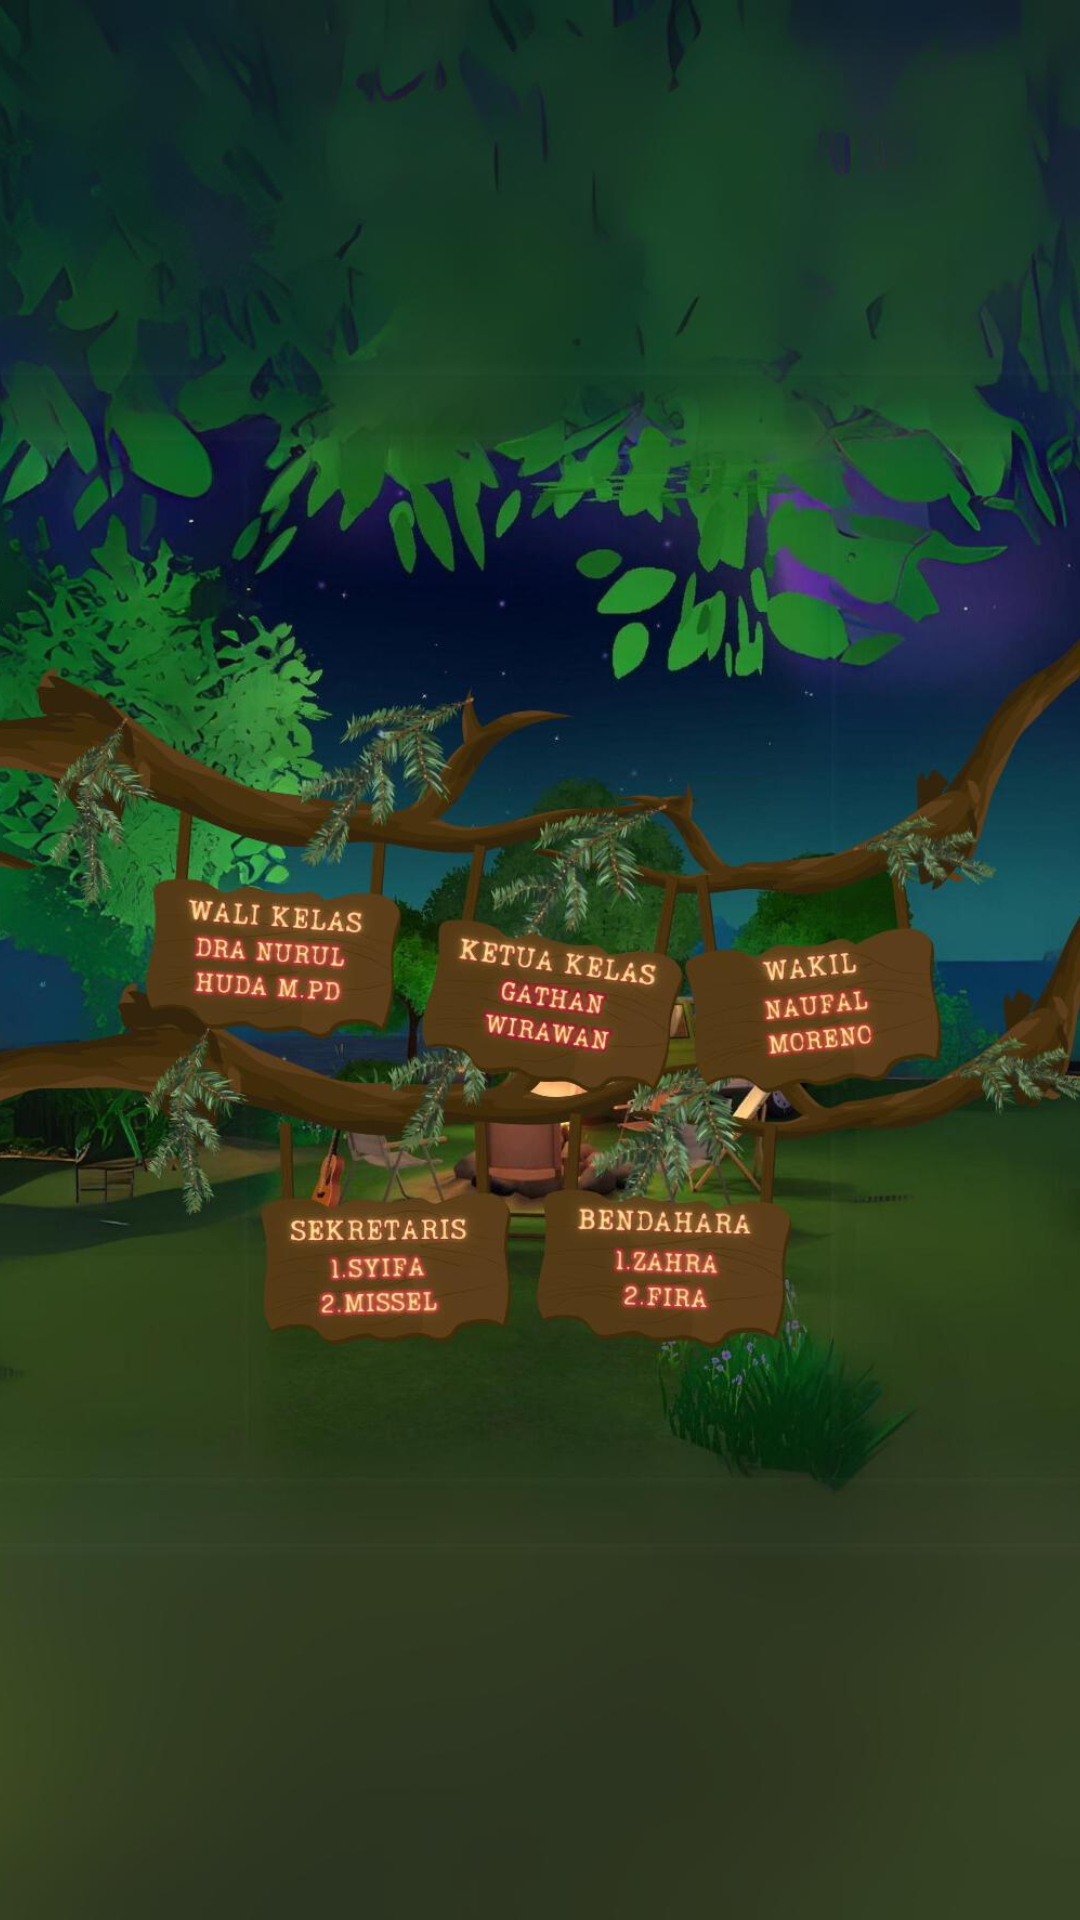 WALI KELAS
DRA NURUL
HUDA M.PD
KETUA KELAS
GATHAN
WIRAWAN
WAKIL
NAUFAL
MORENO
SEKRETARIS
1.SYIFA
2.MISSEL
BENDAHARA
1.ZAHRA
2.FIRA